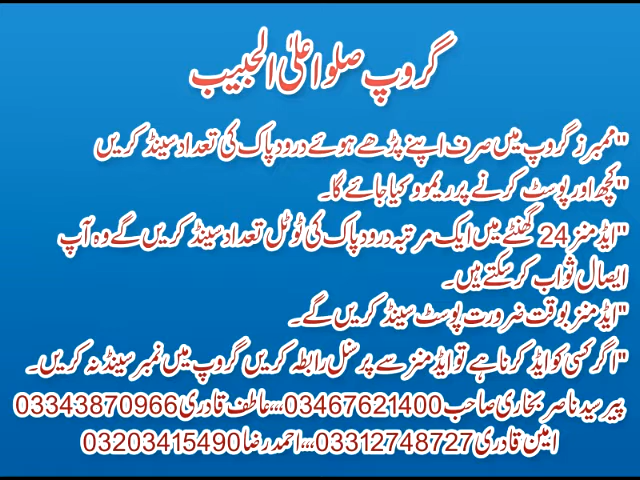 گروپ صلوا علیٰ الحبیب
"ممبرز گروپ میں صرف اپنے پڑھے ہوئے درود پاک کی تعداد سینڈ کریں
"کچھ اور پوسٹ کرنے پر ریموو کیا جائے گا۔
"ایڈمنز 24 گھنٹے میں ایک مرتبہ درود پاک کی ٹوٹل تعداد سینڈ کریں گے وہ آپ
ایصال ثواب کر سکتے ہیں۔
"ایڈمنز بوقت ضرورت پوسٹ سینڈ کریں گے۔
"اگر کسی کو ایڈ کرنا ہے تو ایڈمنز سے پرسنل رابطہ کریں گروپ میں نمبر سینڈ نہ کریں۔
پیر سید ناصر بخاری صاحب 03467621400،،،عاطف قادری 03343870966
امین قادری 03312748727،،،احمد رضا 03203415490